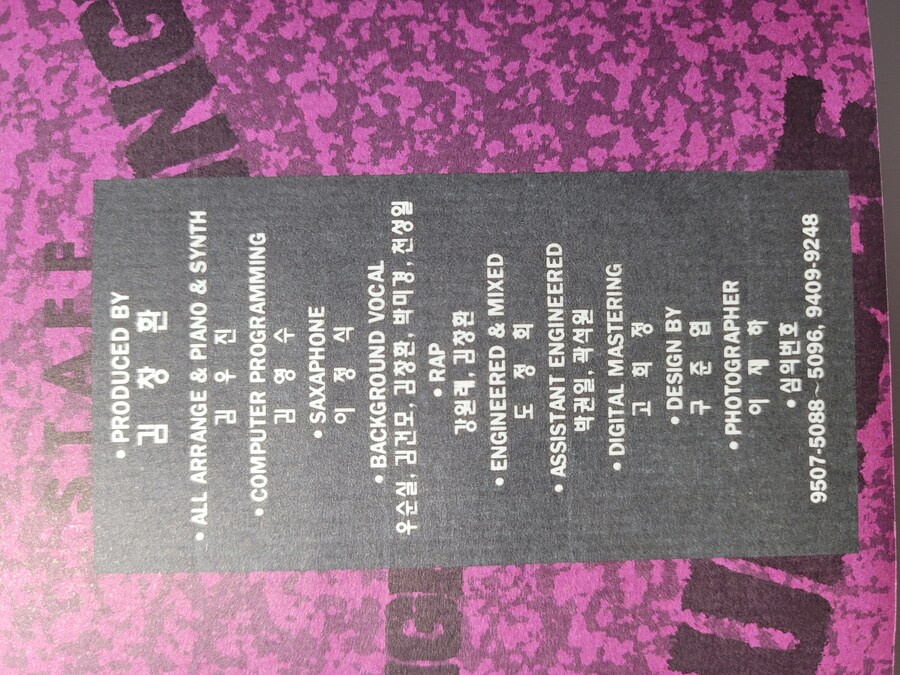 STAFF
• PRODUCED BY
김 창 환
• ALL ARRANGE & PIANO & SYNTH
김 우 진
• COMPUTER PROGRAMMING
김 영 수
• SAXAPHONE
이 정 식
• BACKGROUND VOCAL
우순실, 김건모, 김창환, 박미경, 천성일
• RAP
강원래, 김창환
• ENGINEERED & MIXED
도 정 회
• ASSISTANT ENGINEERED
박권일, 곽석원
• DIGITAL MASTERING
고 희 정
• DESIGN BY
구 준 엽
• PHOTOGRAPHER
이 재 하
• 심의번호
9507-5088~5096, 9409-9248